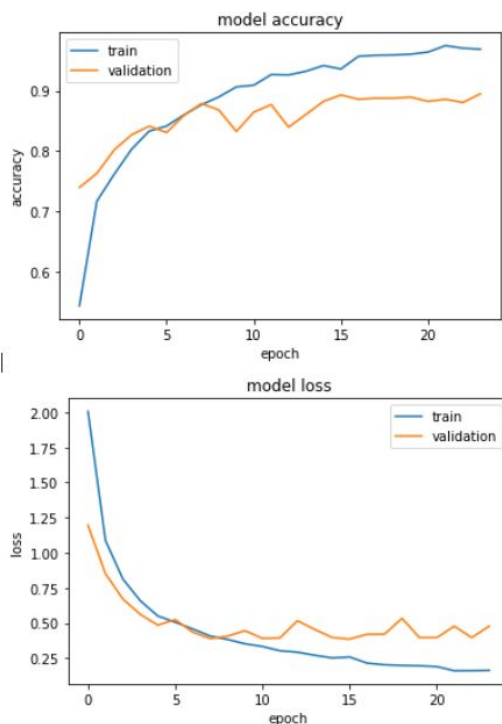 model accuracy
train
validation
0.9
0.8
0.7
0.6
accuracy
0
5
10
15
20
epoch
model loss
train
validation
2.00
1.75
1.50
1.25
1.00
0.75
0.50
0.25
loss
0
5
10
15
20
epoch